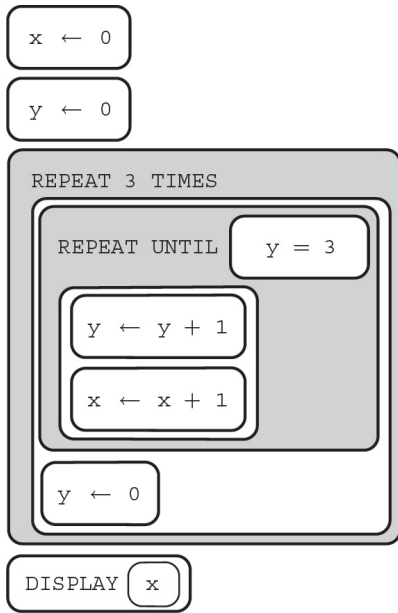 x ← 0
y ← 0
REPEAT 3 TIMES
REPEAT UNTIL y = 3
y ← y + 1
x ← x + 1
y ← 0
DISPLAY x